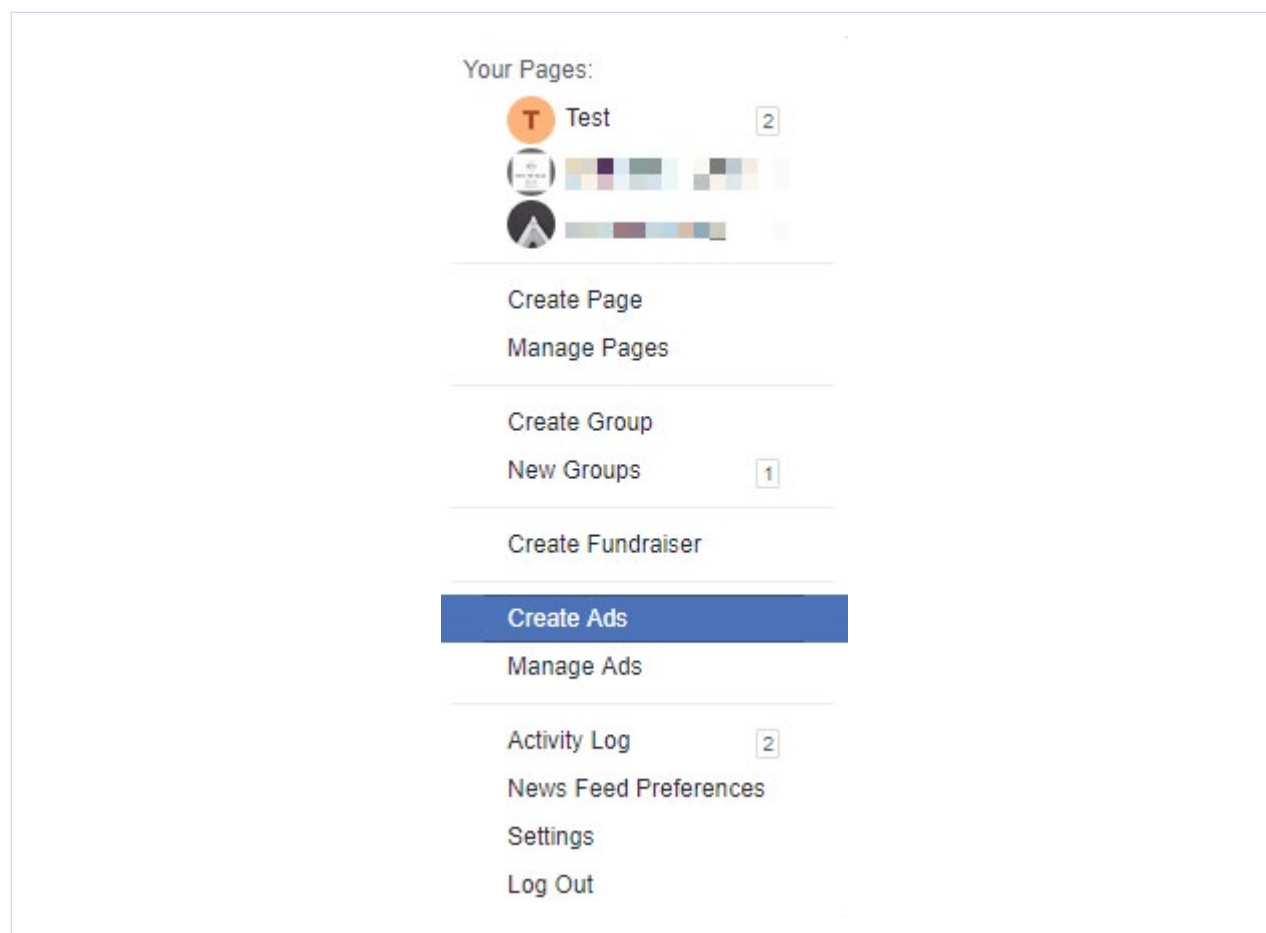 Your Pages:
T Test 2
Create Page
Manage Pages
Create Group
New Groups 1
Create Fundraiser
Create Ads
Manage Ads
Activity Log 2
News Feed Preferences
Settings
Log Out